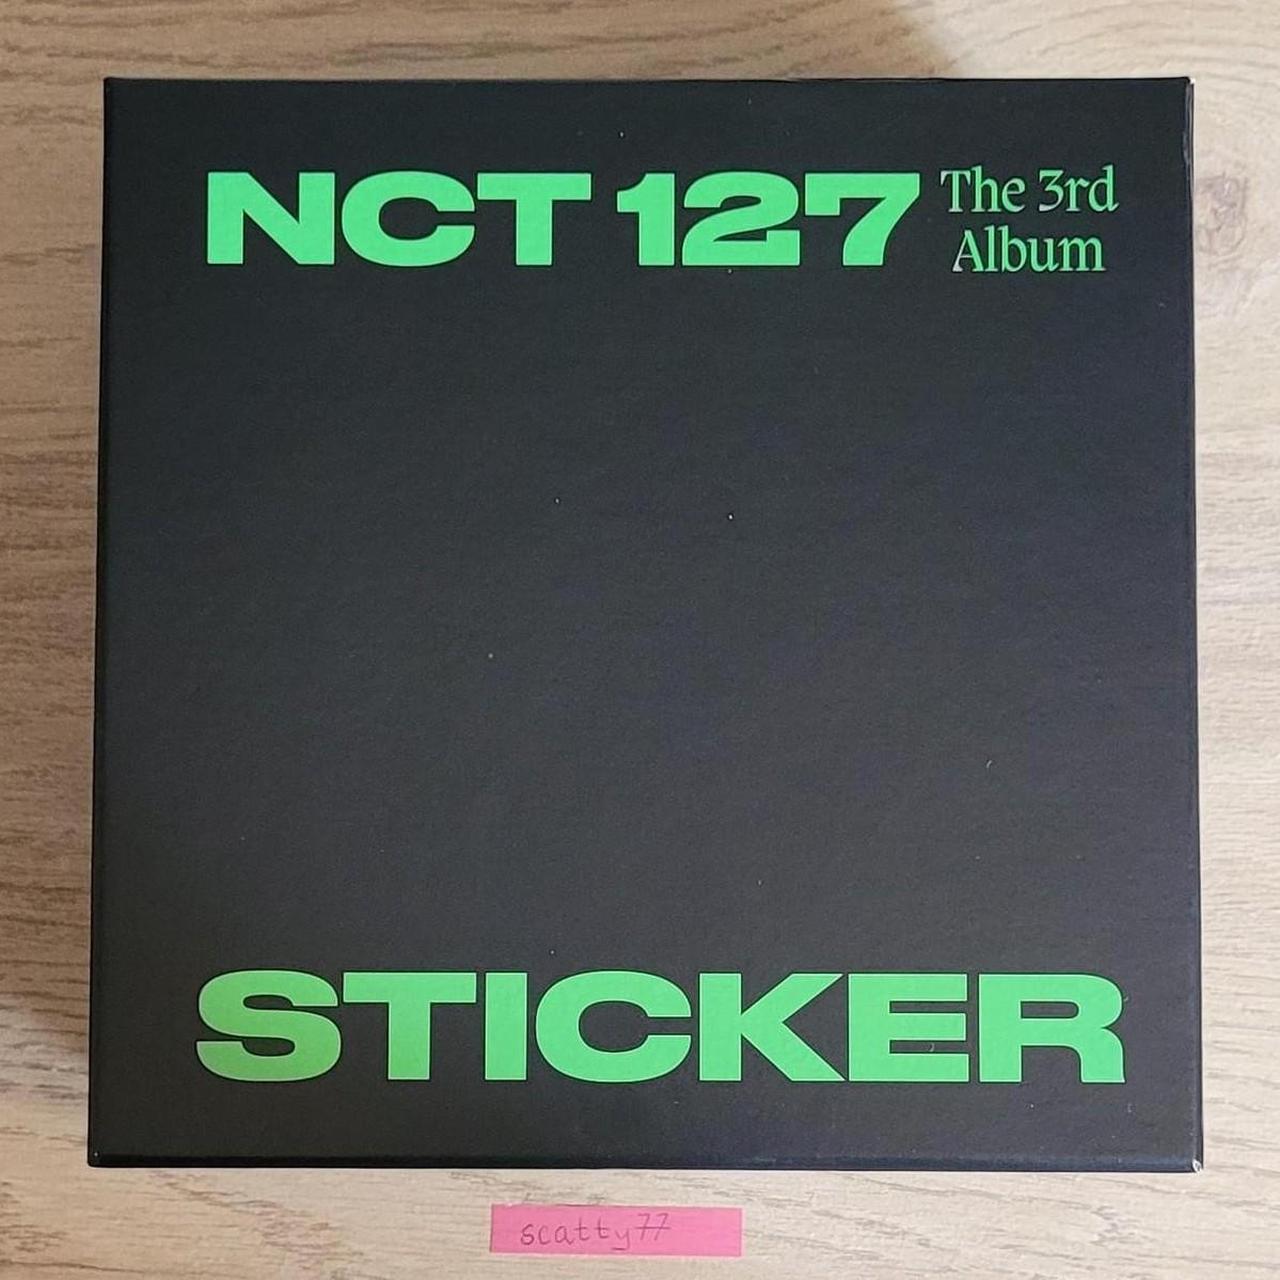 NCT 127 The 3rd
Album
STICKER
scatty77